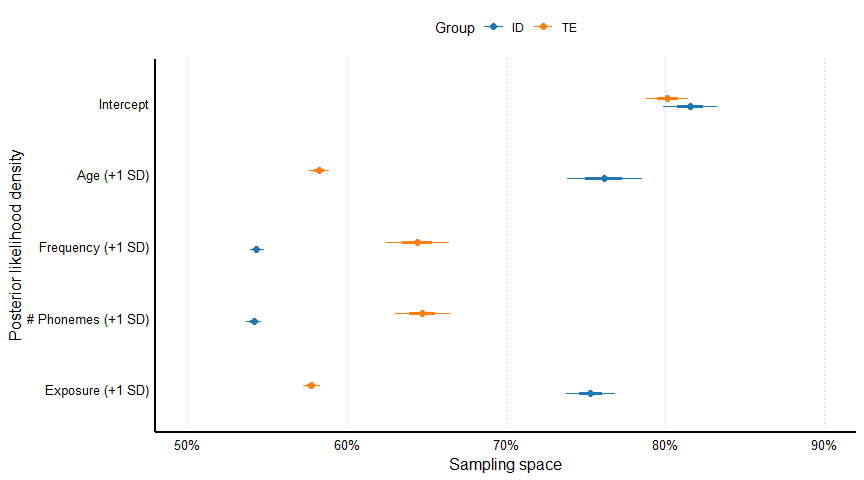 Group ID TE
Posterior likelihood density
Intercept
Age (+1 SD)
Frequency (+1 SD)
# Phonemes (+1 SD)
Exposure (+1 SD)
50% 60% 70% 80% 90%
Sampling space